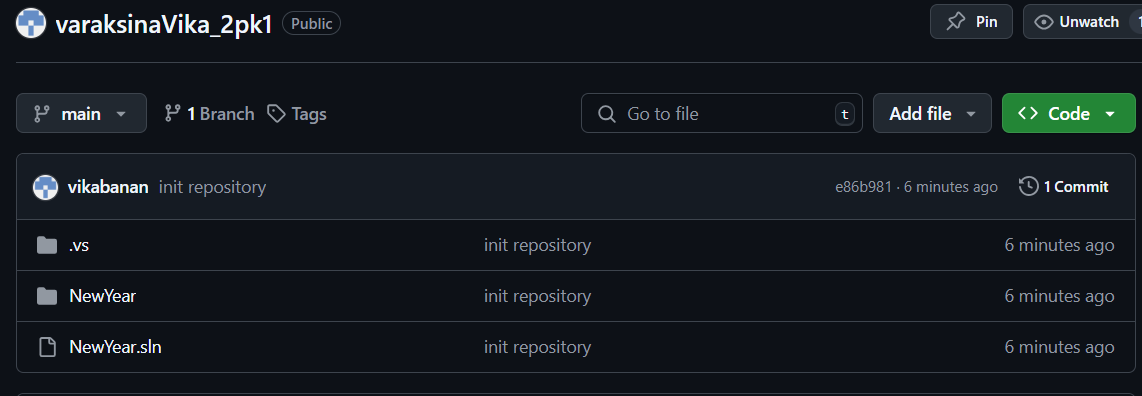 varaksinaVika_2pk1 Public Pin Unwatch 1
main 1 Branch Tags Go to file t Add file Code
vikabanan init repository e86b981 · 6 minutes ago 1 Commit
.vs init repository 6 minutes ago
NewYear init repository 6 minutes ago
NewYear.sln init repository 6 minutes ago